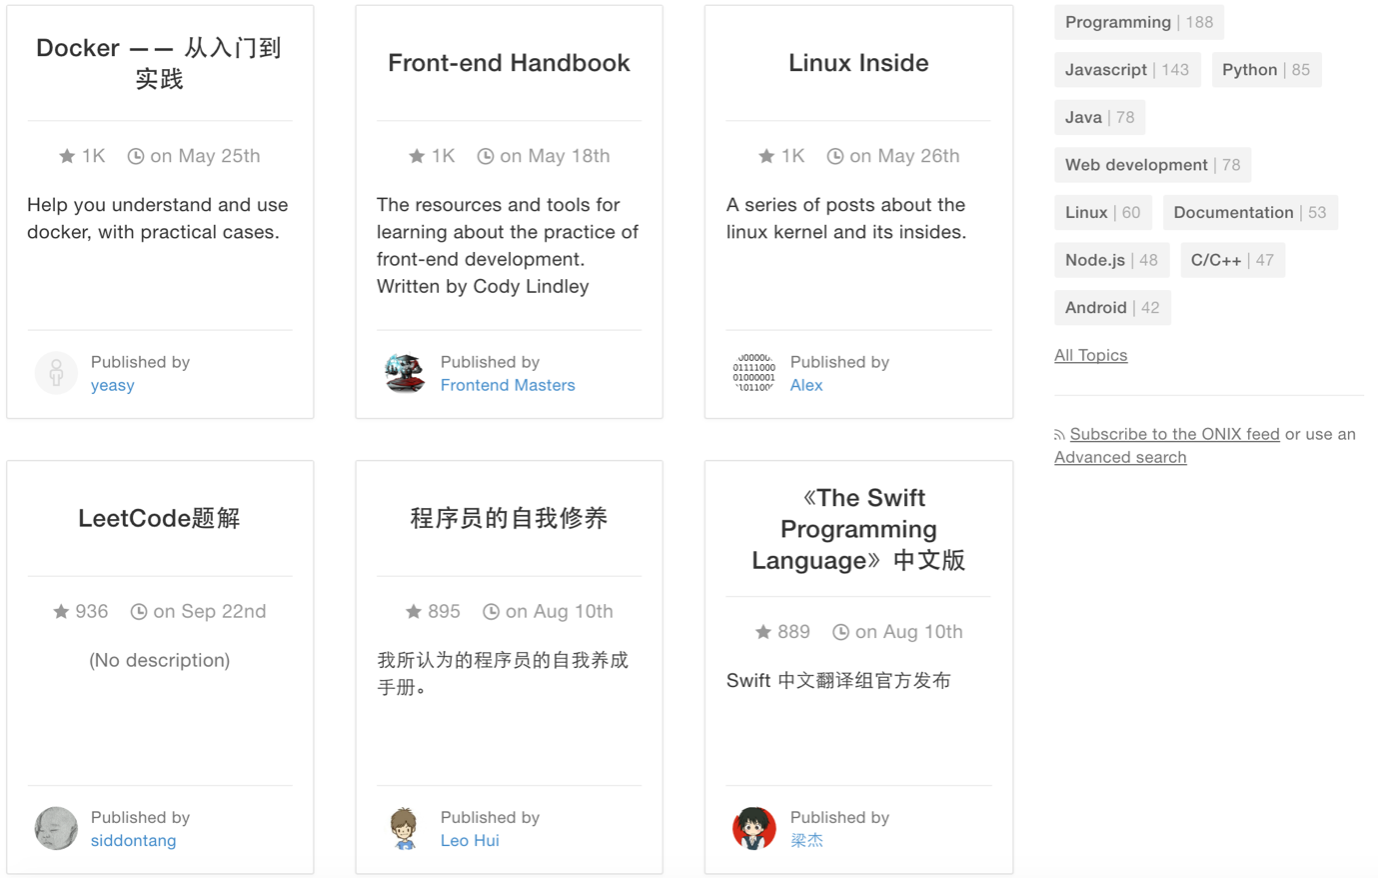 Docker —— 从入门到
实践
★ 1K on May 25th
Help you understand and use
docker, with practical cases.
Published by
yeasy
Front-end Handbook
★ 1K on May 18th
The resources and tools for
learning about the practice of
front-end development.
Written by Cody Lindley
Published by
Frontend Masters
Linux Inside
★ 1K on May 26th
A series of posts about the
linux kernel and its insides.
01111000
01000001
Published by
Alex
LeetCode题解
★ 936 on Sep 22nd
(No description)
Published by
siddontang
程序员的自我修养
★ 895 on Aug 10th
我所认为的程序员的自我养成
手册。
Published by
Leo Hui
《The Swift
Programming
Language》中文版
★ 889 on Aug 10th
Swift 中文翻译组官方发布
Published by
梁杰
Programming | 188
Javascript | 143 Python | 85
Java | 78
Web development | 78
Linux | 60 Documentation | 53
Node.js | 48 C/C++ | 47
Android | 42
All Topics
Subscribe to the ONIX feed or use an
Advanced search